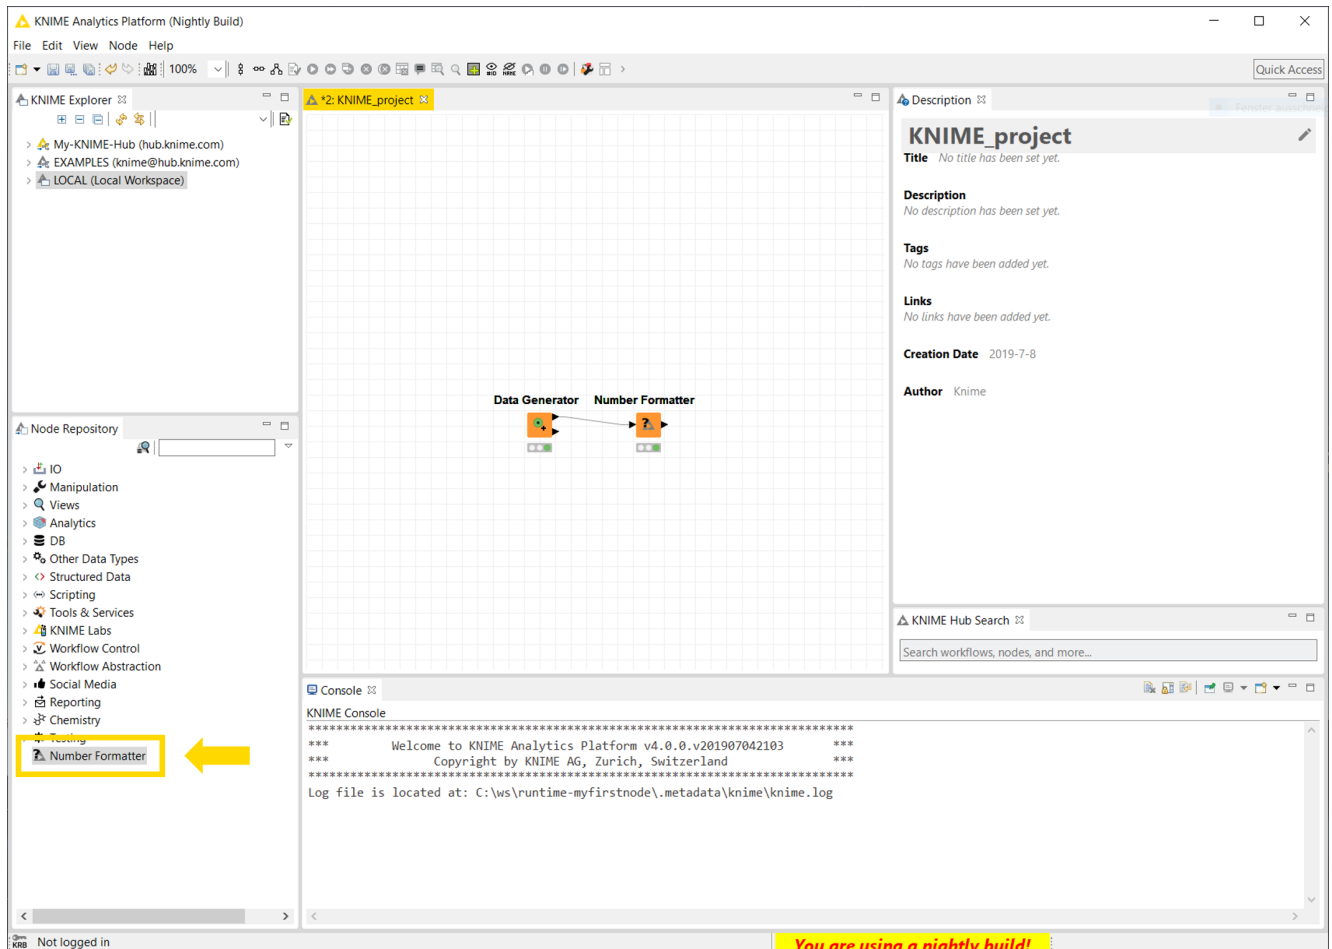 KNIME Analytics Platform (Nightly Build)
File Edit View Node Help
100%
Quick Access
KNIME Explorer
My-KNIME-Hub (hub.knime.com)
EXAMPLES (knime@hub.knime.com)
LOCAL (Local Workspace)
Node Repository
IO
Manipulation
Views
Analytics
DB
Other Data Types
Structured Data
Scripting
Tools & Services
KNIME Labs
Workflow Control
Workflow Abstraction
Social Media
Reporting
Chemistry
Testing
Number Formatter
*2: KNIME_project
Data Generator Number Formatter
Description
KNIME_project
Title No title has been set yet.
Description
No description has been set yet.
Tags
No tags have been added yet.
Links
No links have been added yet.
Creation Date 2019-7-8
Author Knime
KNIME Hub Search
Search workflows, nodes, and more...
Console
KNIME Console
******************************************************************************
*** Welcome to KNIME Analytics Platform v4.0.0.v201907042103 ***
*** Copyright by KNIME AG, Zurich, Switzerland ***
******************************************************************************
Log file is located at: C:\ws\runtime-myfirstnode\.metadata\knime\knime.log
KRB Not logged in
You are using a nightly build!